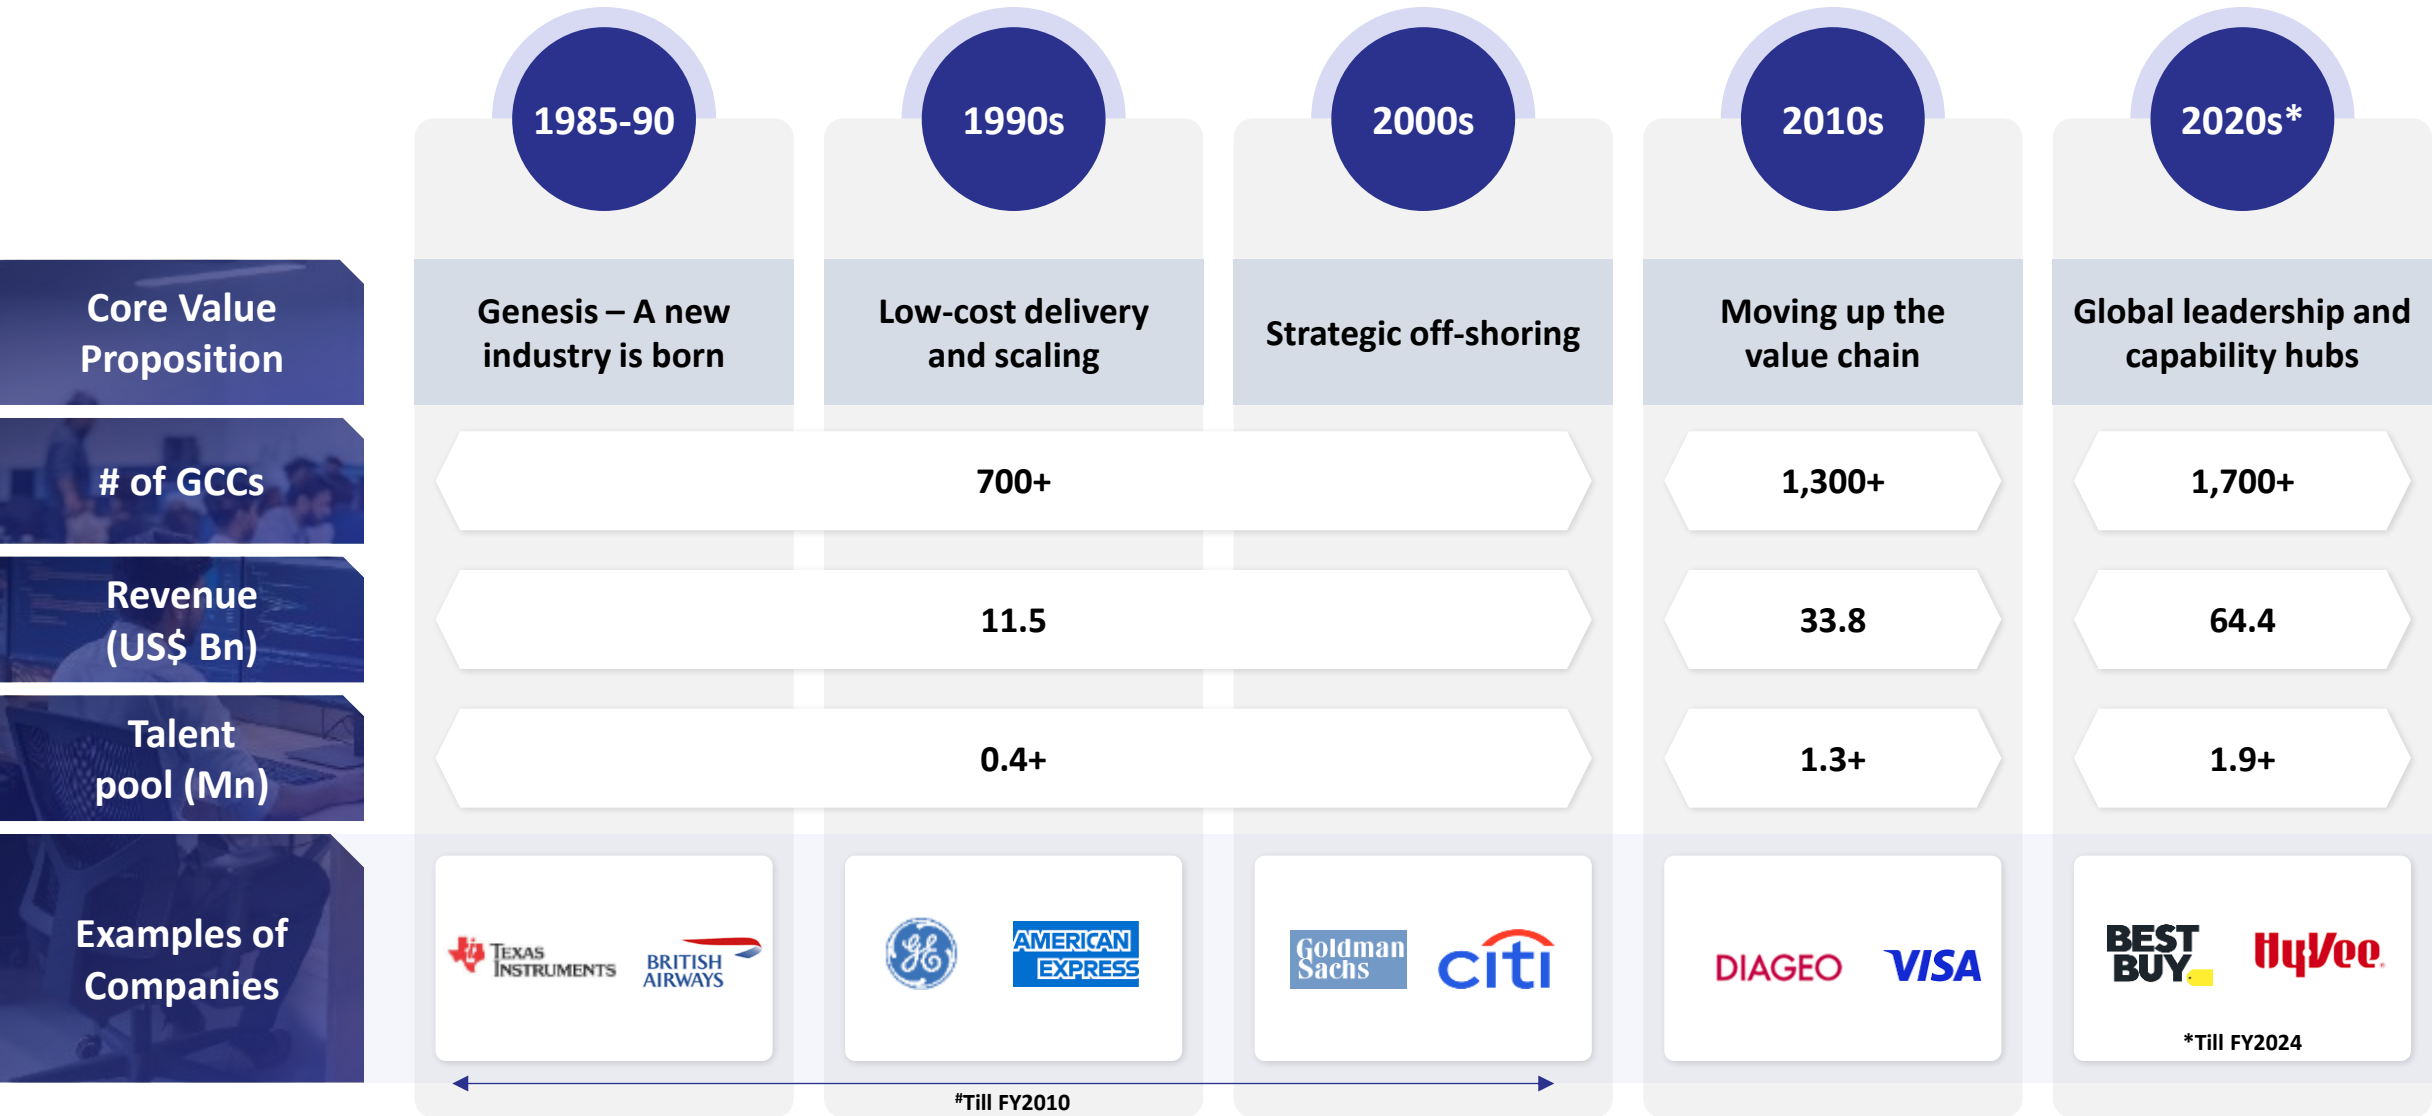 1985-90
1990s
2000s
2010s
2020s*
Core Value
Proposition
Genesis – A new
industry is born
Low-cost delivery
and scaling
Strategic off-shoring
Moving up the
value chain
Global leadership and
capability hubs
# of GCCs
700+
1,300+
1,700+
Revenue
(US$ Bn)
11.5
33.8
64.4
Talent
pool (Mn)
0.4+
1.3+
1.9+
Examples of
Companies
TEXAS
INSTRUMENTS
BRITISH
AIRWAYS
GE
AMERICAN
EXPRESS
Goldman
Sachs
citi
DIAGEO
VISA
BEST
BUY
HyVee
*Till FY2024
#Till FY2010